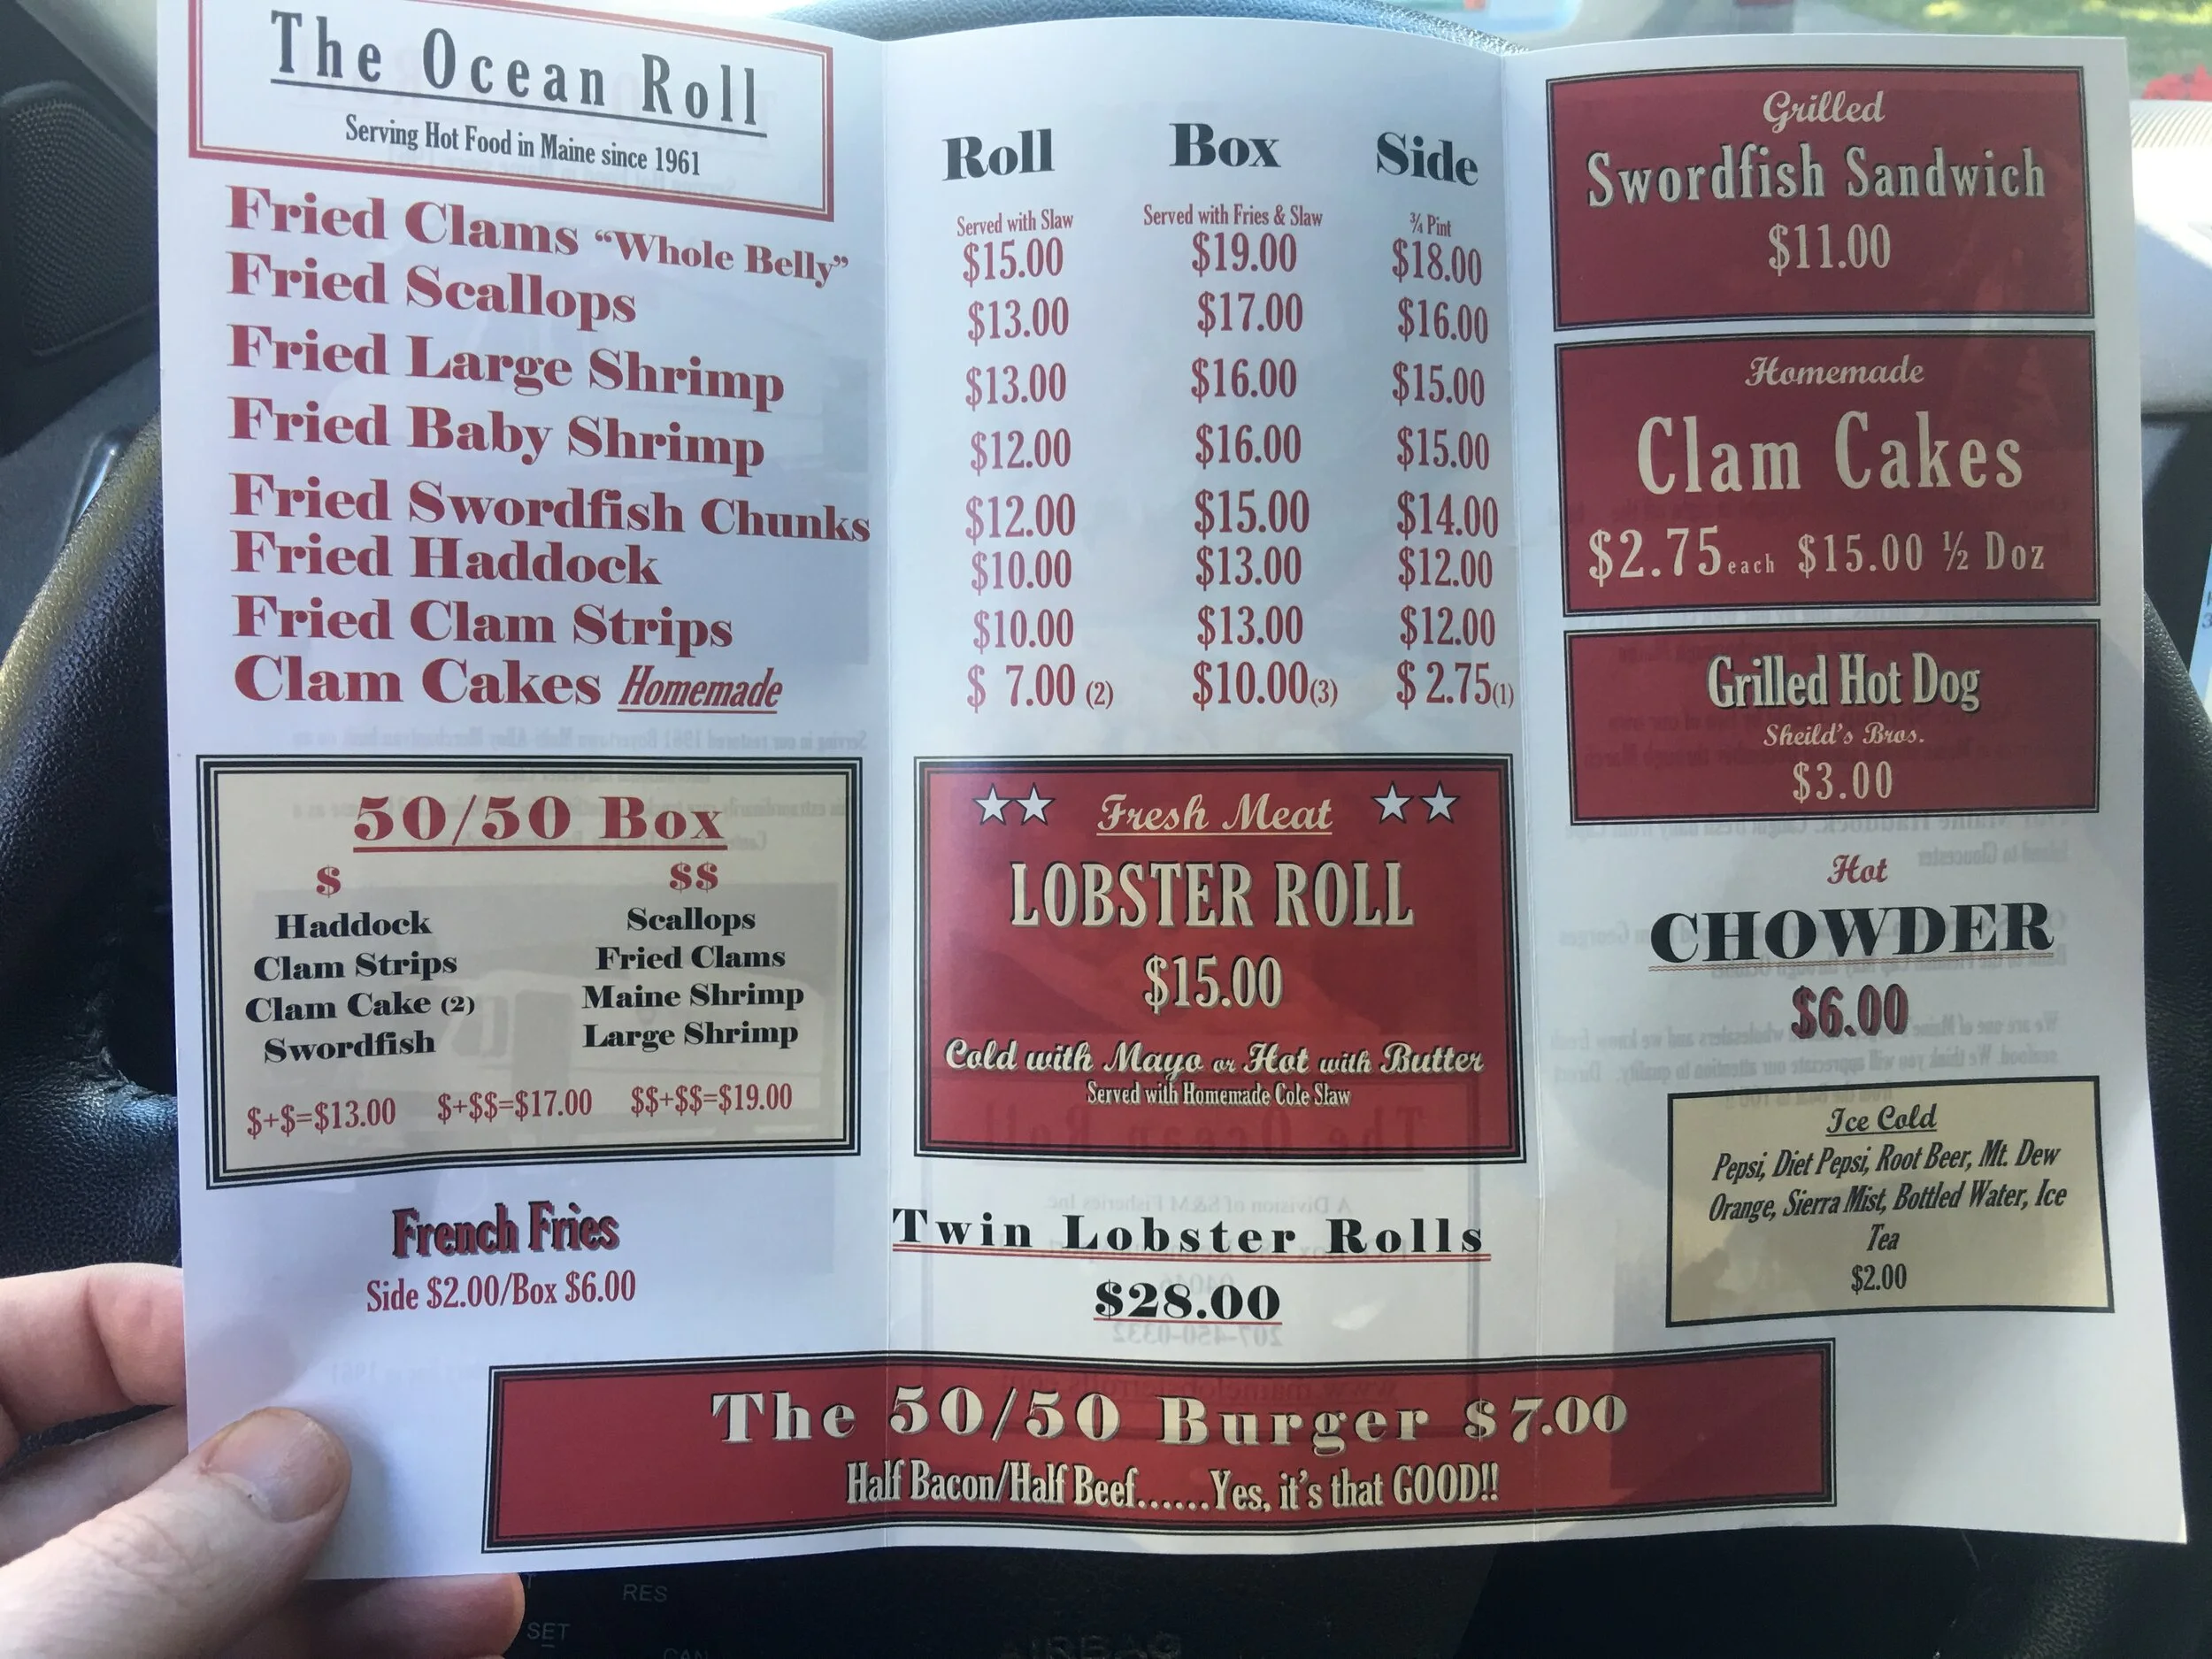 The Ocean Roll
Serving Hot Food in Maine since 1961
Roll Box Side
Served with Slaw Served with Fries & Slaw ¾ Pint
Fried Clams "Whole Belly" $15.00 $19.00 $18.00
Fried Scallops $13.00 $17.00 $16.00
Fried Large Shrimp $13.00 $16.00 $15.00
Fried Baby Shrimp $12.00 $16.00 $15.00
Fried Swordfish Chunks $12.00 $15.00 $14.00
Fried Haddock $10.00 $13.00 $12.00
Fried Clam Strips $10.00 $13.00 $12.00
Clam Cakes Homemade $ 7.00 (2) $10.00(3) $ 2.75(1)
50/50 Box
$ $$
Haddock Scallops
Clam Strips Fried Clams
Clam Cake (2) Maine Shrimp
Swordfish Large Shrimp
$+$=$13.00 $+$$=$17.00 $$+$$=$19.00
French Fries
Side $2.00/Box $6.00
Fresh Meat
LOBSTER ROLL
$15.00
Cold with Mayo or Hot with Butter
Served with Homemade Cole Slaw
Twin Lobster Rolls
$28.00
Grilled
Swordfish Sandwich
$11.00
Homemade
Clam Cakes
$2.75 each $15.00 ½ Doz
Grilled Hot Dog
Sheild's Bros.
$3.00
Hot
CHOWDER
$6.00
Ice Cold
Pepsi, Diet Pepsi, Root Beer, Mt. Dew
Orange, Sierra Mist, Bottled Water, Ice
Tea
$2.00
The 50/50 Burger $7.00
Half Bacon/Half Beef......Yes, it's that GOOD!!
RES
SET
AIRBAG